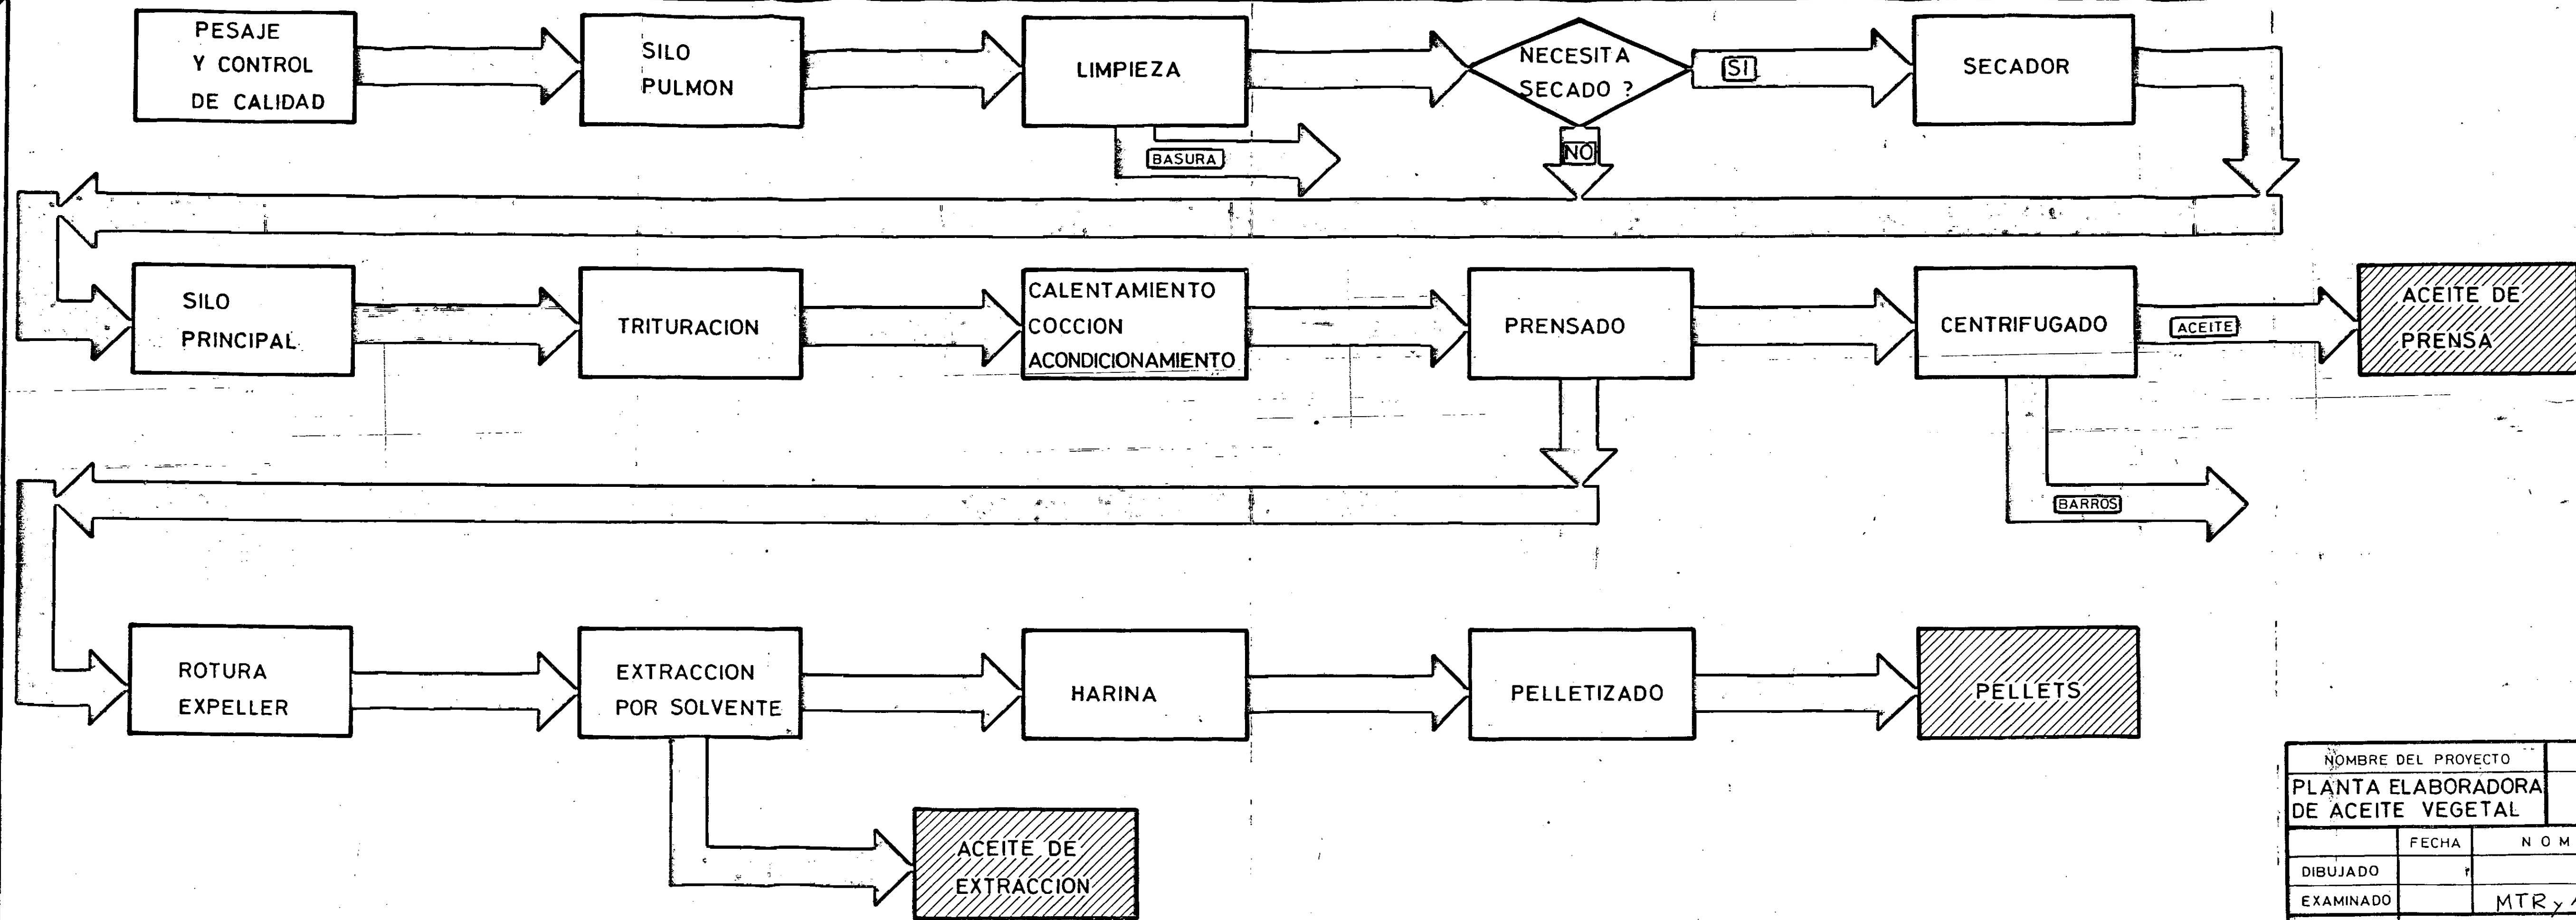 PESAJE
Y CONTROL
DE CALIDAD
SILO
PULMON
LIMPIEZA
NECESITA
SECADO ?
SI
SECADOR
BASURA
NO
SILO
PRINCIPAL
TRITURACION
CALENTAMIENTO
COCCION
ACONDICIONAMIENTO
PRENSADO
CENTRIFUGADO
ACEITE
ACEITE DE
PRENSA
BARROS
ROTURA
EXPELLER
EXTRACCION
POR SOLVENTE
HARINA
PELLETIZADO
PELLETS
ACEITE DE
EXTRACCION
NOMBRE DEL PROYECTO
PLANTA ELABORADORA
DE ACEITE VEGETAL
FECHA
N O M
DIBUJADO
EXAMINADO
MTR y